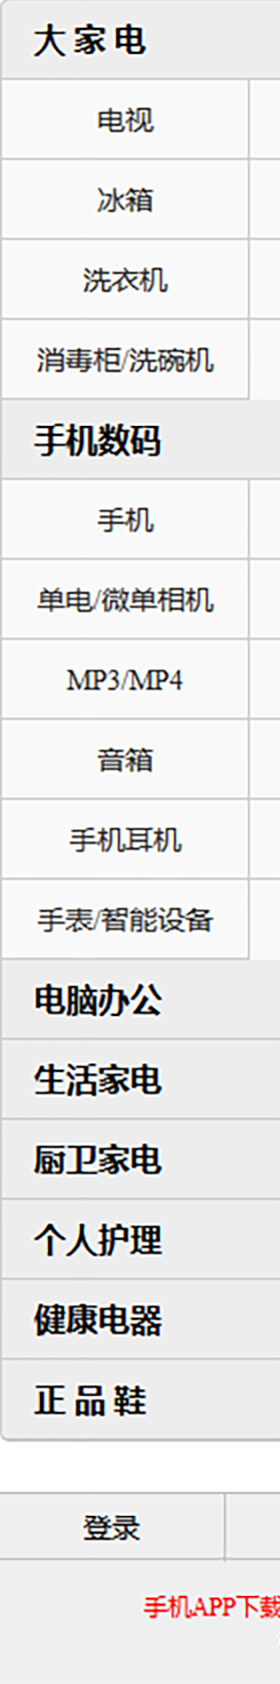 大 家 电
电视
冰箱
洗衣机
消毒柜/洗碗机
手机数码
手机
单电/微单相机
MP3/MP4
音箱
手机耳机
手表/智能设备
电脑办公
生活家电
厨卫家电
个人护理
健康电器
正 品 鞋
登录
手机APP下载